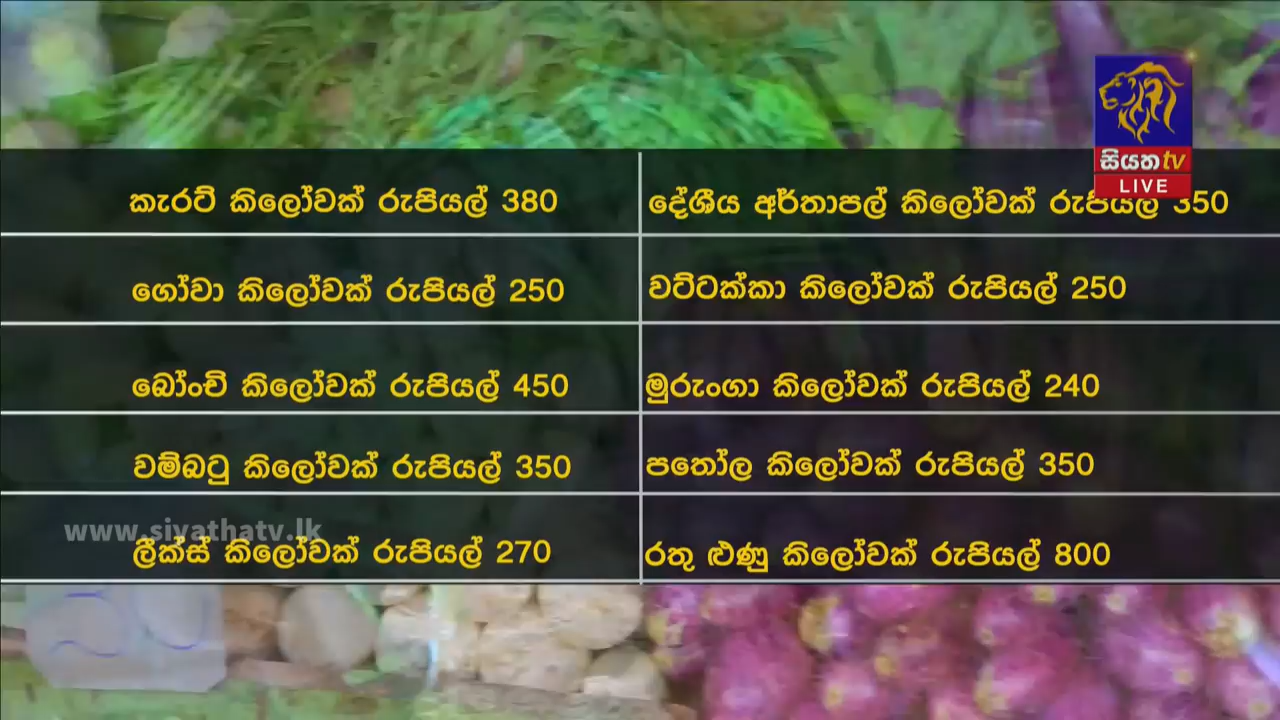 සියත tv
LIVE
කැරට් කිලෝවක් රුපියල් 380
දේශීය අර්තාපල් කිලෝවක් රුපියල් 350
ගෝවා කිලෝවක් රුපියල් 250
වට්ටක්කා කිලෝවක් රුපියල් 250
බෝංචි කිලෝවක් රුපියල් 450
මුරුංගා කිලෝවක් රුපියල් 240
වම්බටු කිලෝවක් රුපියල් 350
පතෝල කිලෝවක් රුපියල් 350
www.siyathatv.lk
ලීක්ස් කිලෝවක් රුපියල් 270
රතු ළූණු කිලෝවක් රුපියල් 800